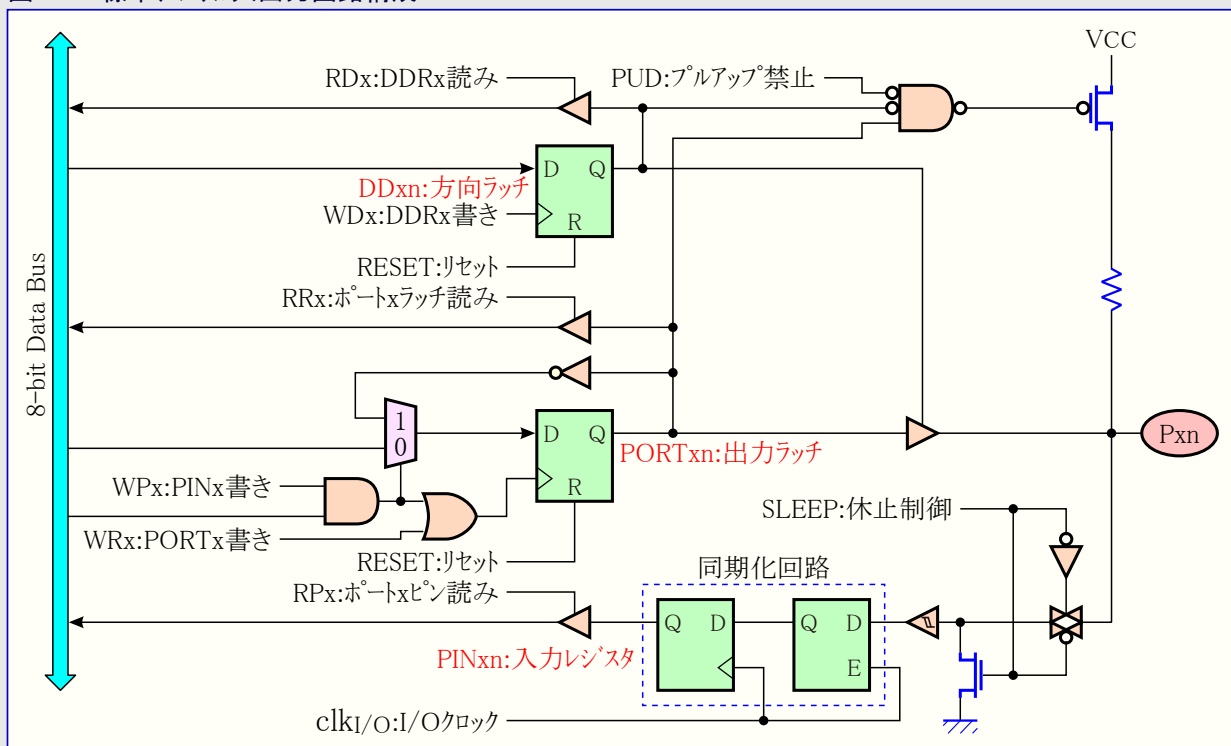 VCC
RDx:DDRx読み
PUD:プルアップ禁止
D Q
DDxn:方向ラッチ
WDx:DDRx書き
R
RESET:リセット
RRx:ポートxラッチ読み
8-bit Data Bus
1
0
D Q
PORTxn:出力ラッチ
Pxn
WPx:PINx書き
R
SLEEP:休止制御
WRx:PORTx書き
RESET:リセット
同期化回路
RPx:ポートxピン読み
Q D
Q D
PINxn:入力レジスタ
E
clkI/O:I/Oクロック